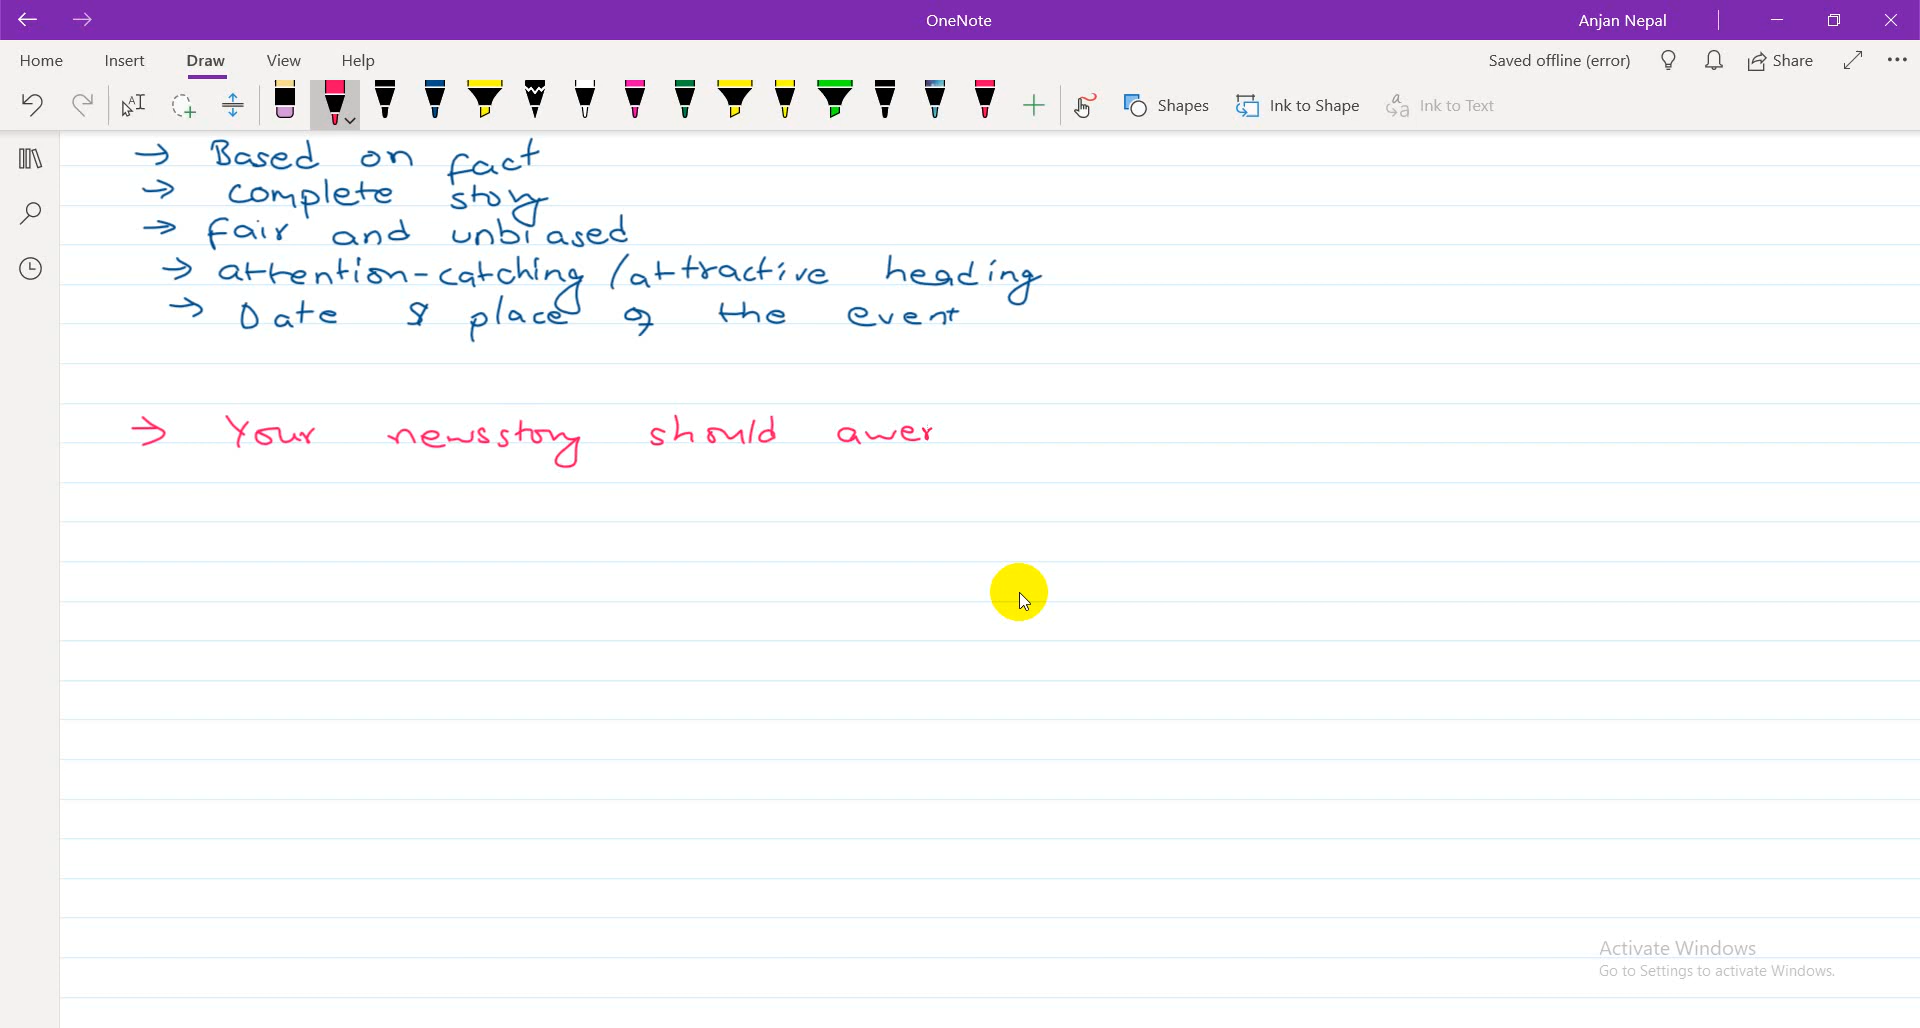 OneNote
Anjan Nepal
Home Insert Draw View Help
Saved offline (error) Share
Shapes Ink to Shape Ink to Text
→ Based on fact
→ complete story
→ fair and unbiased
→ attention-catching /attractive heading
→ Date & place of the event
→ Your newsstory should awer
Activate Windows
Go to Settings to activate Windows.